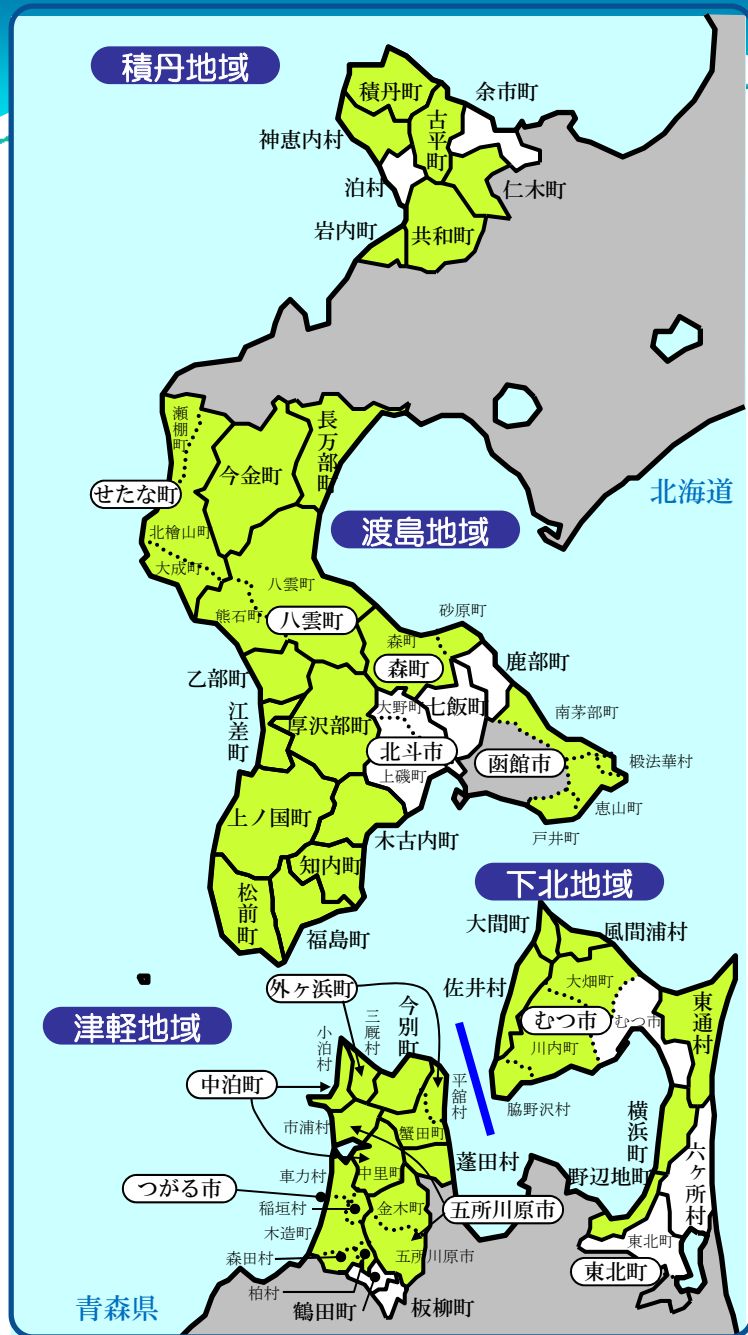 積丹地域
積丹町
余市町
古平町
神恵内村
泊村
仁木町
岩内町
共和町
瀬棚町
長万部町
今金町
せたな町
北海道
渡島地域
北檜山町
大成町
八雲町
熊石町
八雲町
砂原町
森町
森町
鹿部町
乙部町
江差町
厚沢部町
大野町
七飯町
南茅部町
北斗市
函館市
上磯町
椴法華村
恵山町
上ノ国町
木古内町
戸井町
知内町
松前町
福島町
下北地域
大間町
風間浦村
外ヶ浜町
佐井村
大畑町
東通村
津軽地域
小泊村
三厩村
今別町
むつ市
むつ市
川内町
中泊町
平舘村
脇野沢村
市浦村
蟹田町
横浜町
蓬田村
野辺地町
六ヶ所村
車力村
中里町
つがる市
稲垣村
金木町
五所川原市
木造町
東北町
森田村
五所川原市
東北町
柏村
鶴田町
板柳町
青森県